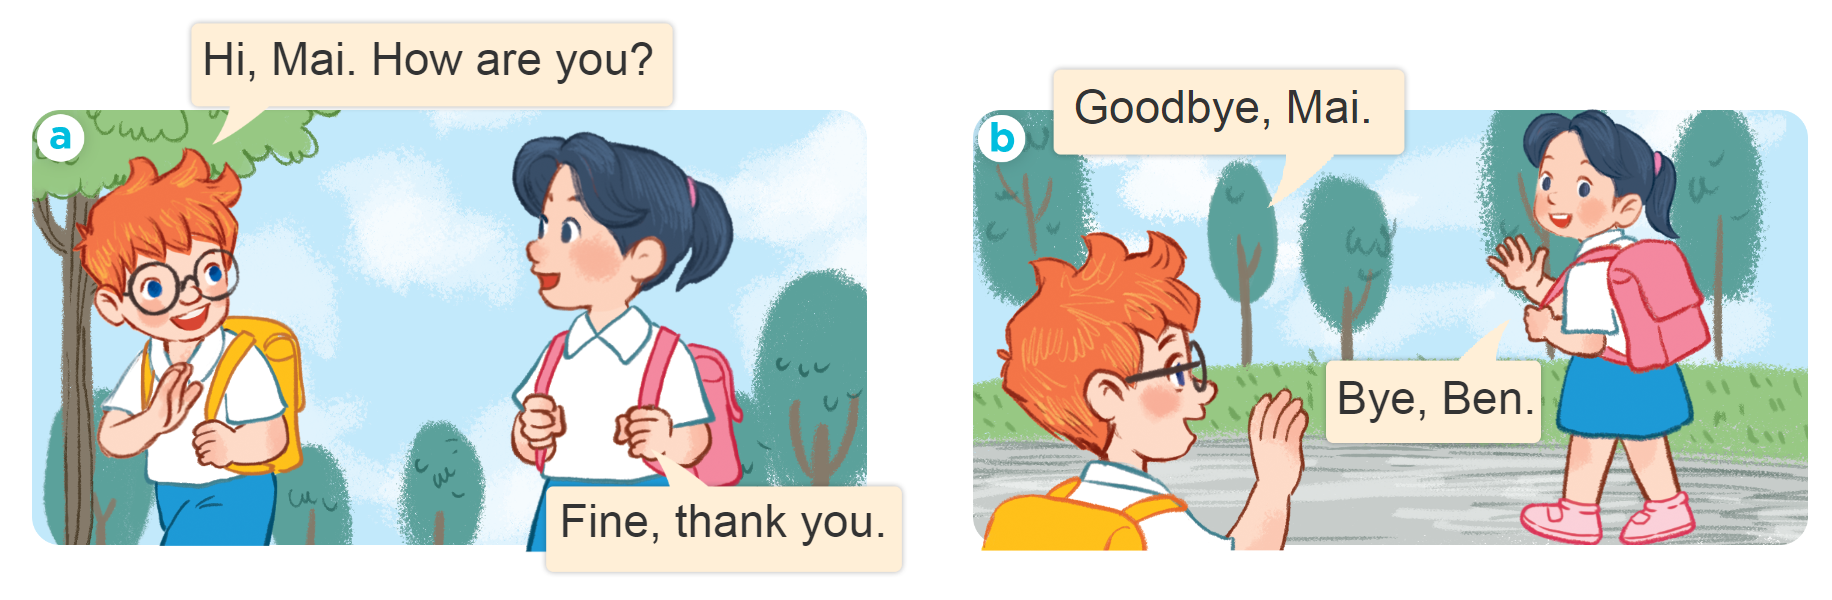 Hi, Mai. How are you?
a
Fine, thank you.
Goodbye, Mai.
b
Bye, Ben.